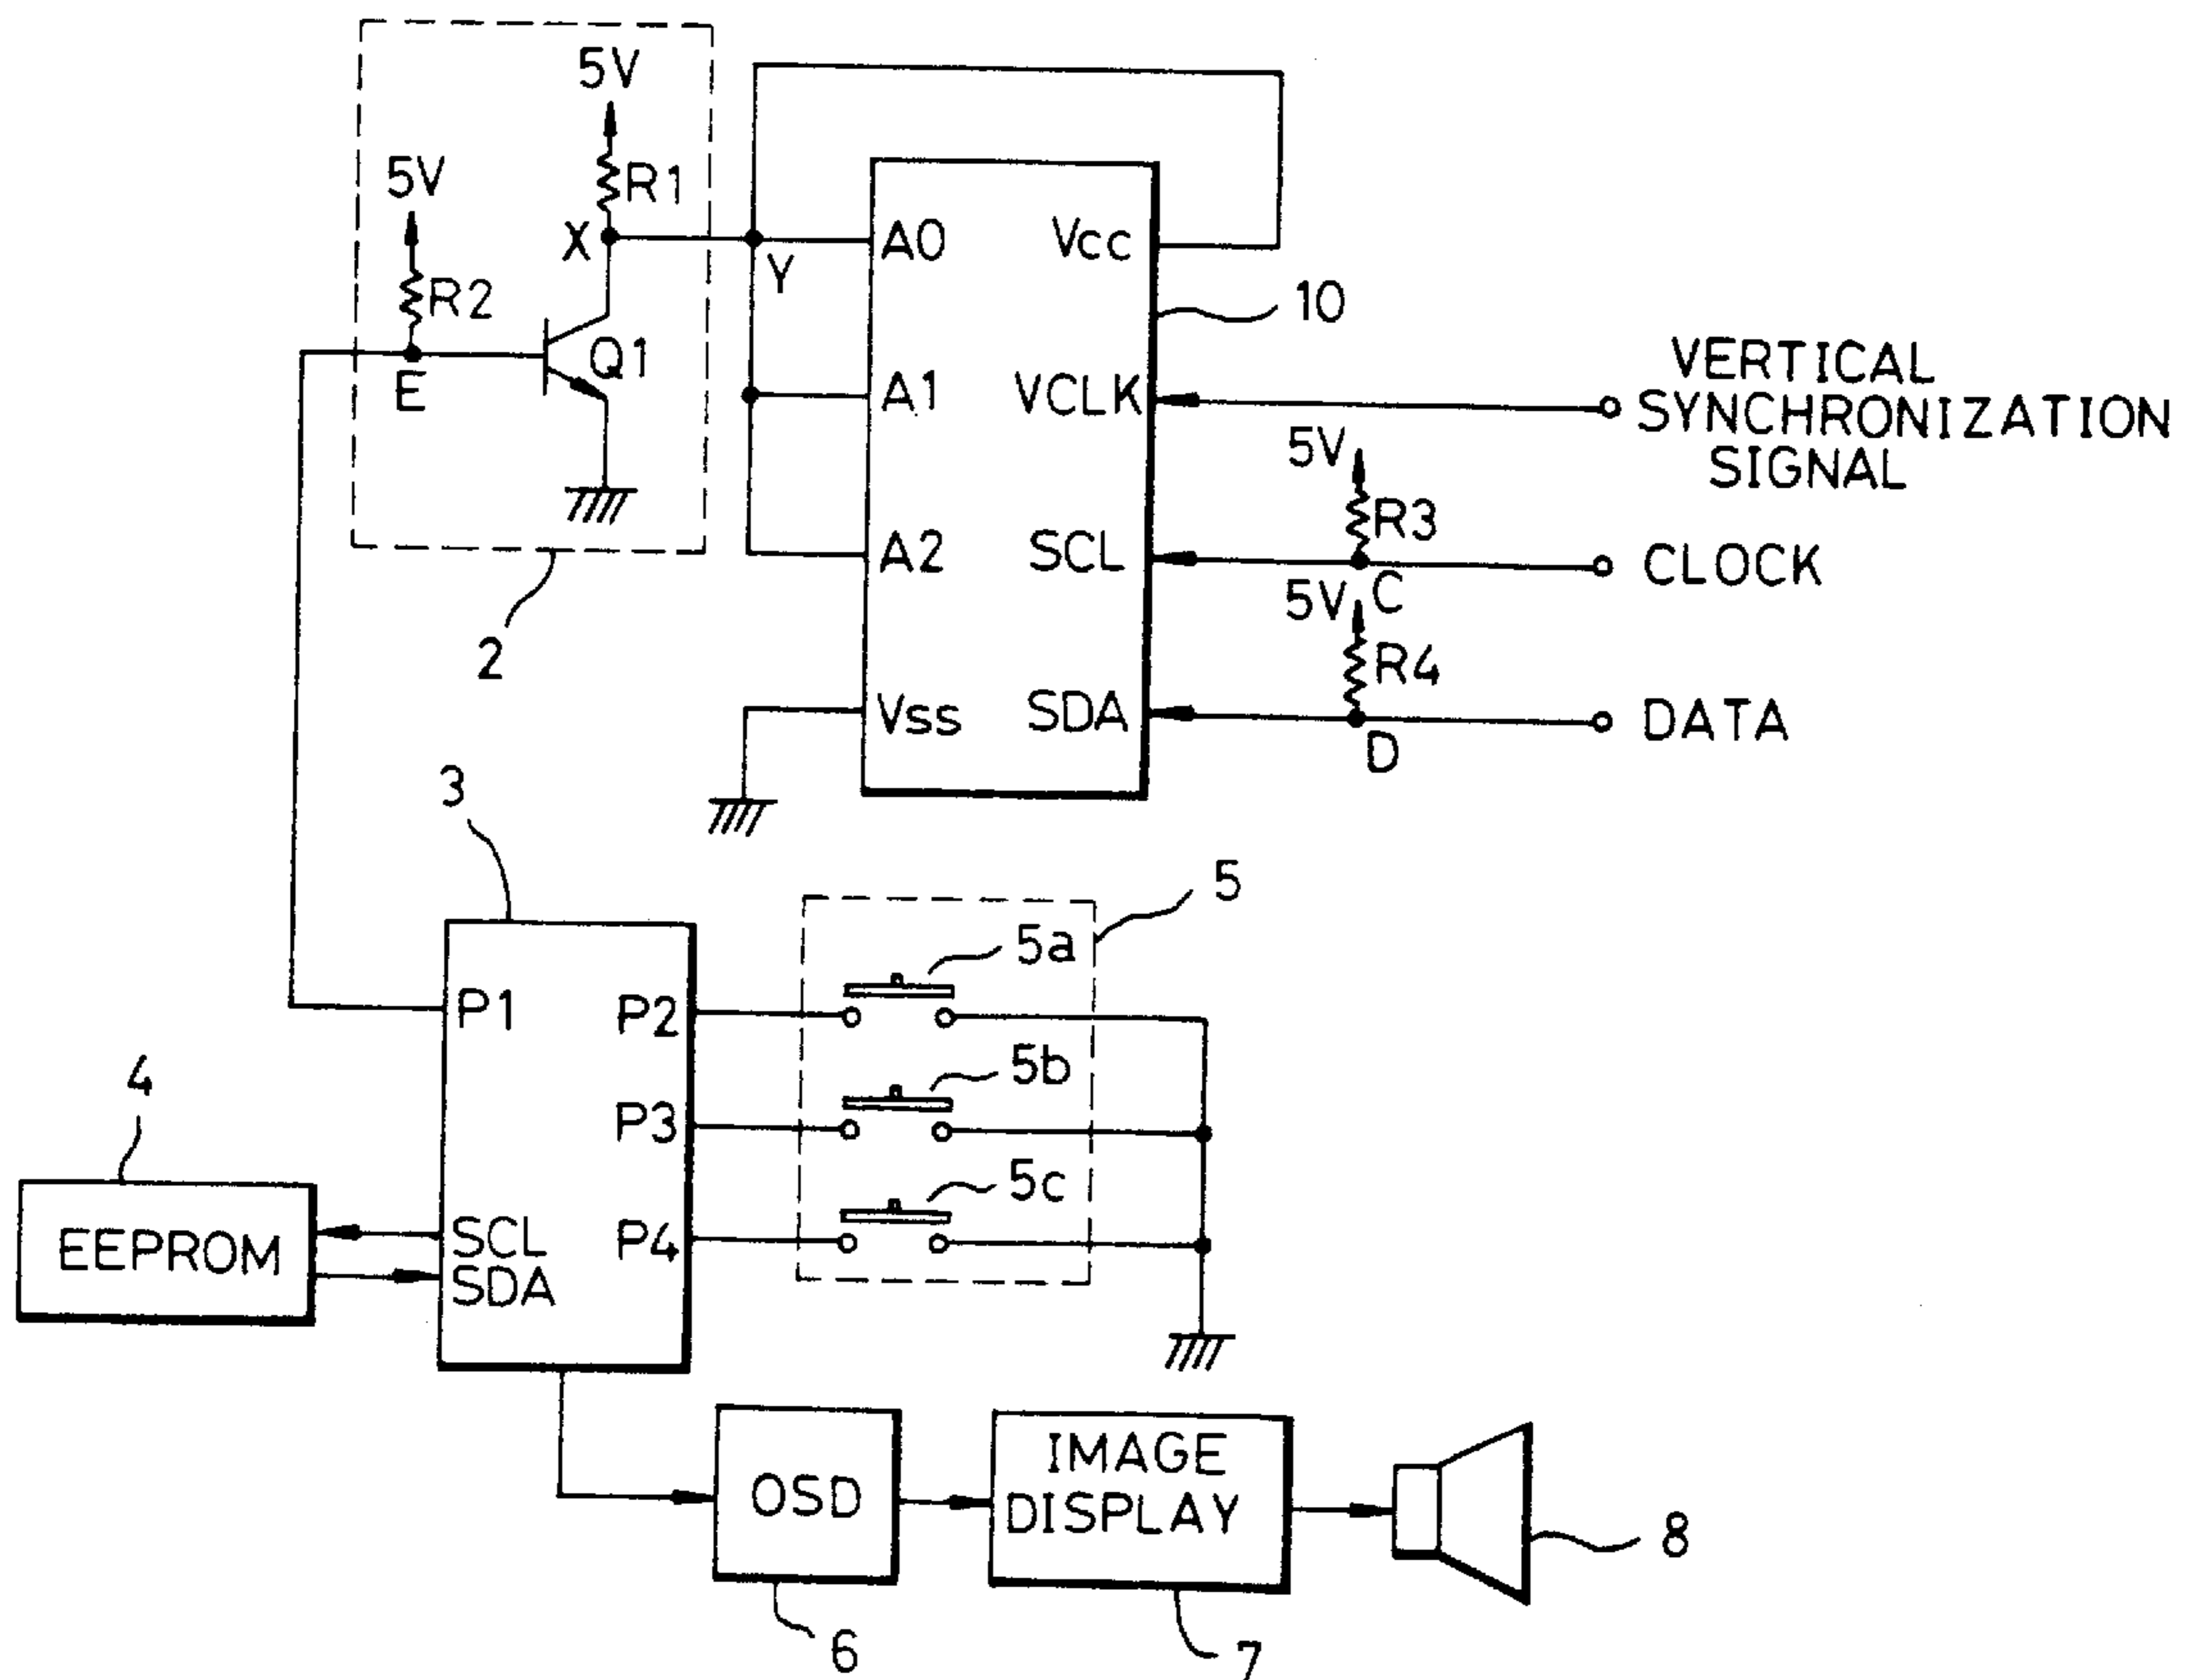 5V
5V
R1
X
R2
E
Q1
2
Y
A0
Vcc
10
A1
VCLK
VERTICAL
SYNCHRONIZATION
SIGNAL
5V
R3
A2
SCL
C
CLOCK
5V
R4
Vss
SDA
D
DATA
3
5
5a
P1
P2
5b
4
P3
5c
EEPROM
SCL
SDA
P4
OSD
IMAGE
DISPLAY
8
6
7